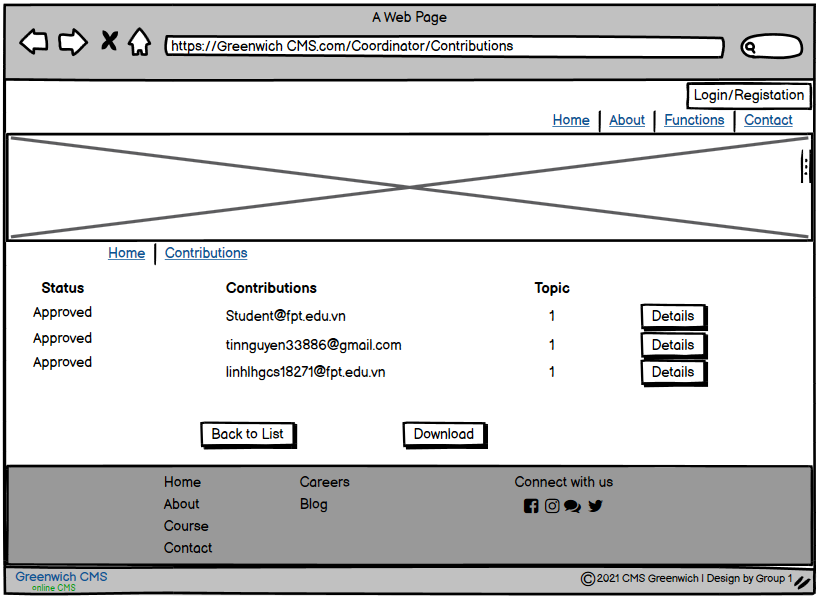 A Web Page
https://Greenwich CMS.com/Coordinator/Contributions
Login/Registation
Home About Functions Contact
Home Contributions
Status Contributions Topic
Approved Student@fpt.edu.vn 1 Details
Approved tinnguyen33886@gmail.com 1 Details
Approved linhlhgcs18271@fpt.edu.vn 1 Details
Back to List Download
Home Careers Connect with us
About Blog
Course
Contact
Greenwich CMS
online CMS
©2021 CMS Greenwich | Design by Group 1